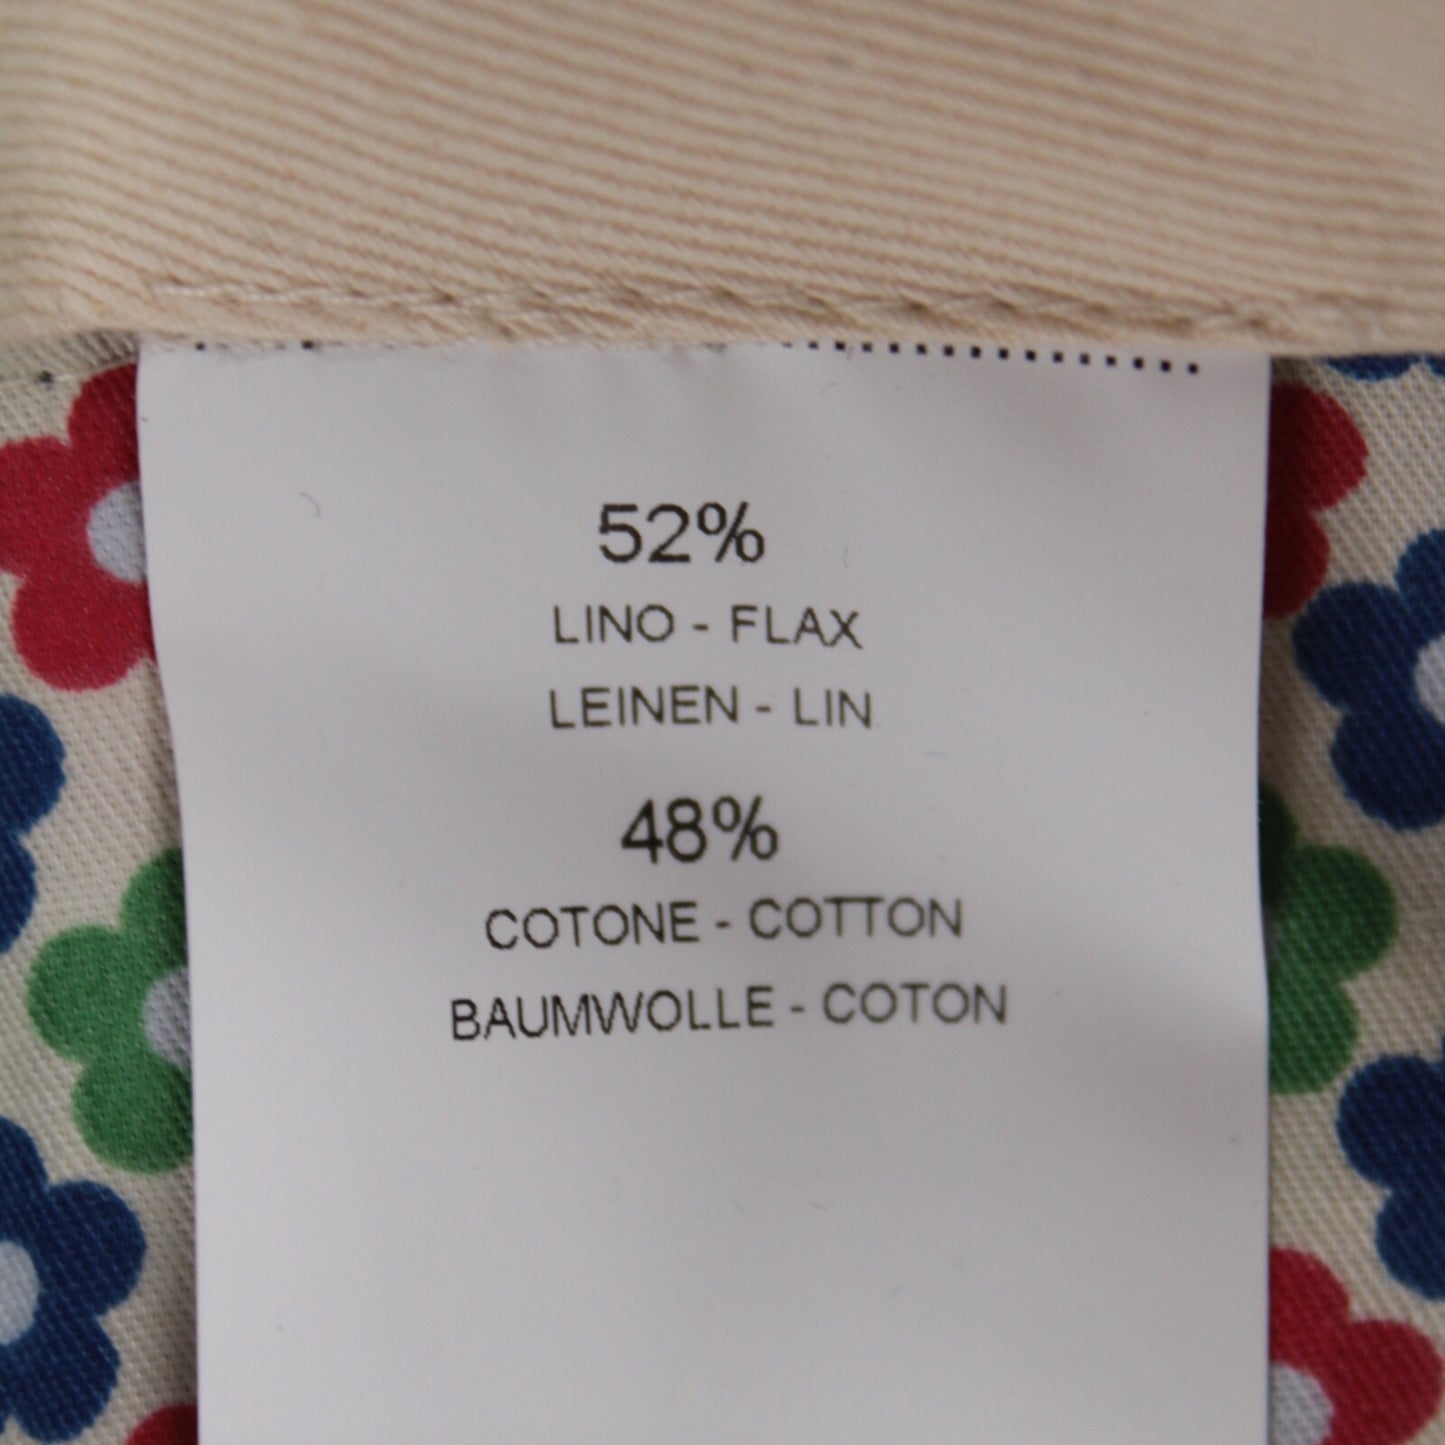 52%
LINO - FLAX
LEINEN - LIN
48%
COTONE - COTTON
BAUMWOLLE - COTON